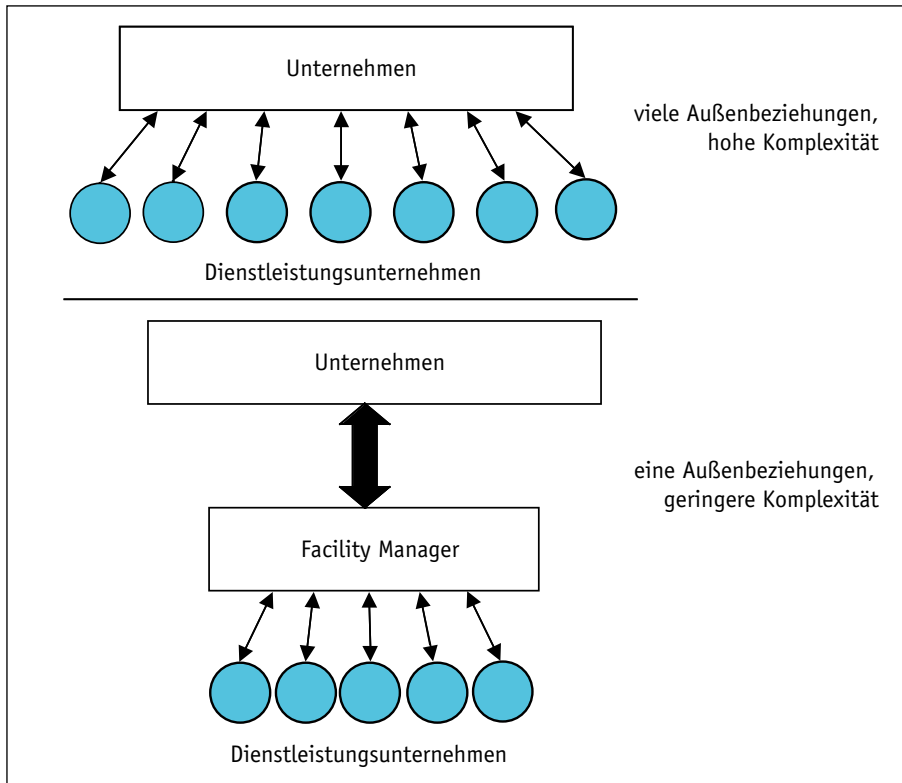 Unternehmen
viele Außenbeziehungen,
hohe Komplexität
Dienstleistungsunternehmen
Unternehmen
eine Außenbeziehungen,
geringere Komplexität
Facility Manager
Dienstleistungsunternehmen